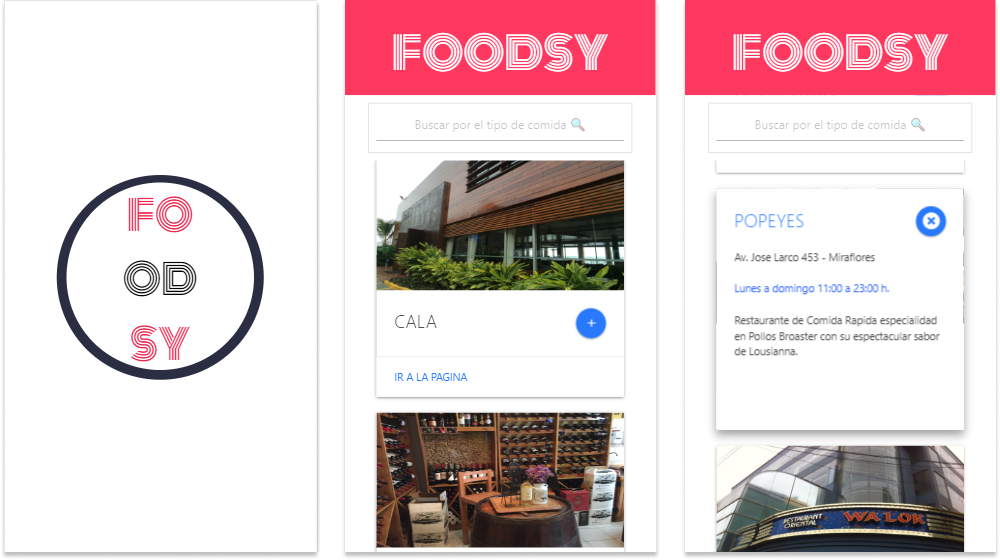 FO
OD
SY
FOODSY
Buscar por el tipo de comida 🔍
CALA
+
IR A LA PAGINA
FOODSY
Buscar por el tipo de comida 🔍
POPEYES
Av. Jose Larco 453 - Miraflores
Lunes a domingo 11:00 a 23:00 h.
Restaurante de Comida Rapida especialidad
en Pollos Broaster con su espectacular sabor
de Lousianna.
RESTAURANT
ORIENTAL
WA LOK